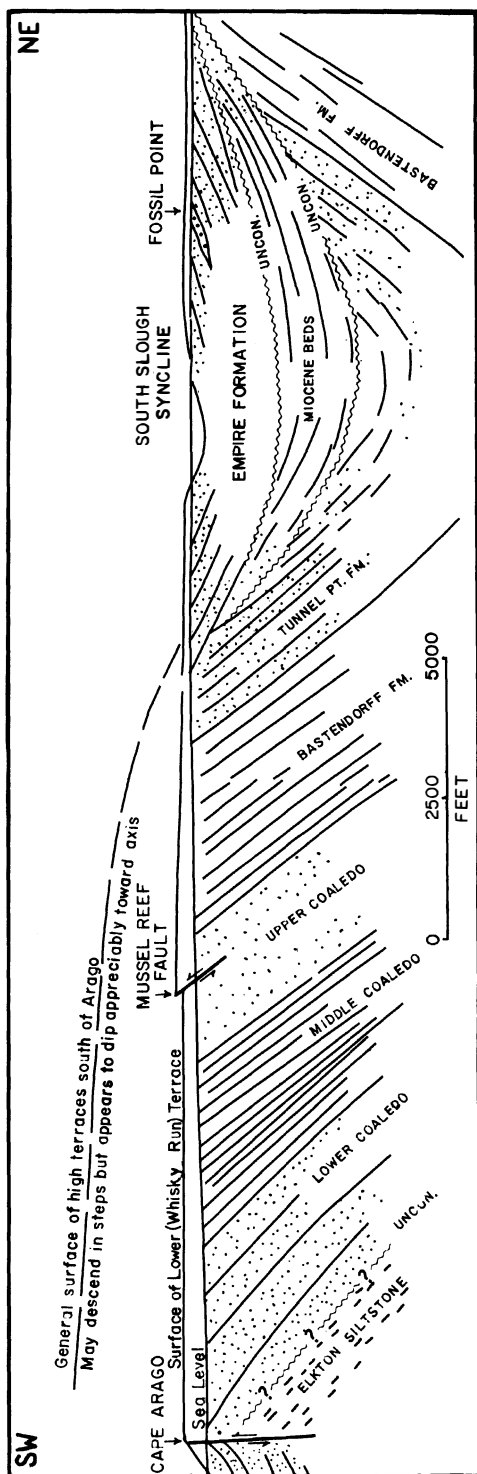 SW
NE
General surface of high terraces south of Arago
May descend in steps but appears to dip appreciably toward axis
CAPE ARAGO
Surface of Lower (Whisky Run) Terrace
Sea Level
MUSSEL REEF
FAULT
SOUTH SLOUGH
SYNCLINE
FOSSIL POINT
?
?
?
?
UNCON.
ELKTON SILTSTONE
LOWER COALEDO
MIDDLE COALEDO
UPPER COALEDO
BASTENDORFF FM.
TUNNEL PT. FM.
EMPIRE FORMATION
UNCON.
MIOCENE BEDS
UNCON.
BASTENDORFF FM.
0
2500
5000
FEET